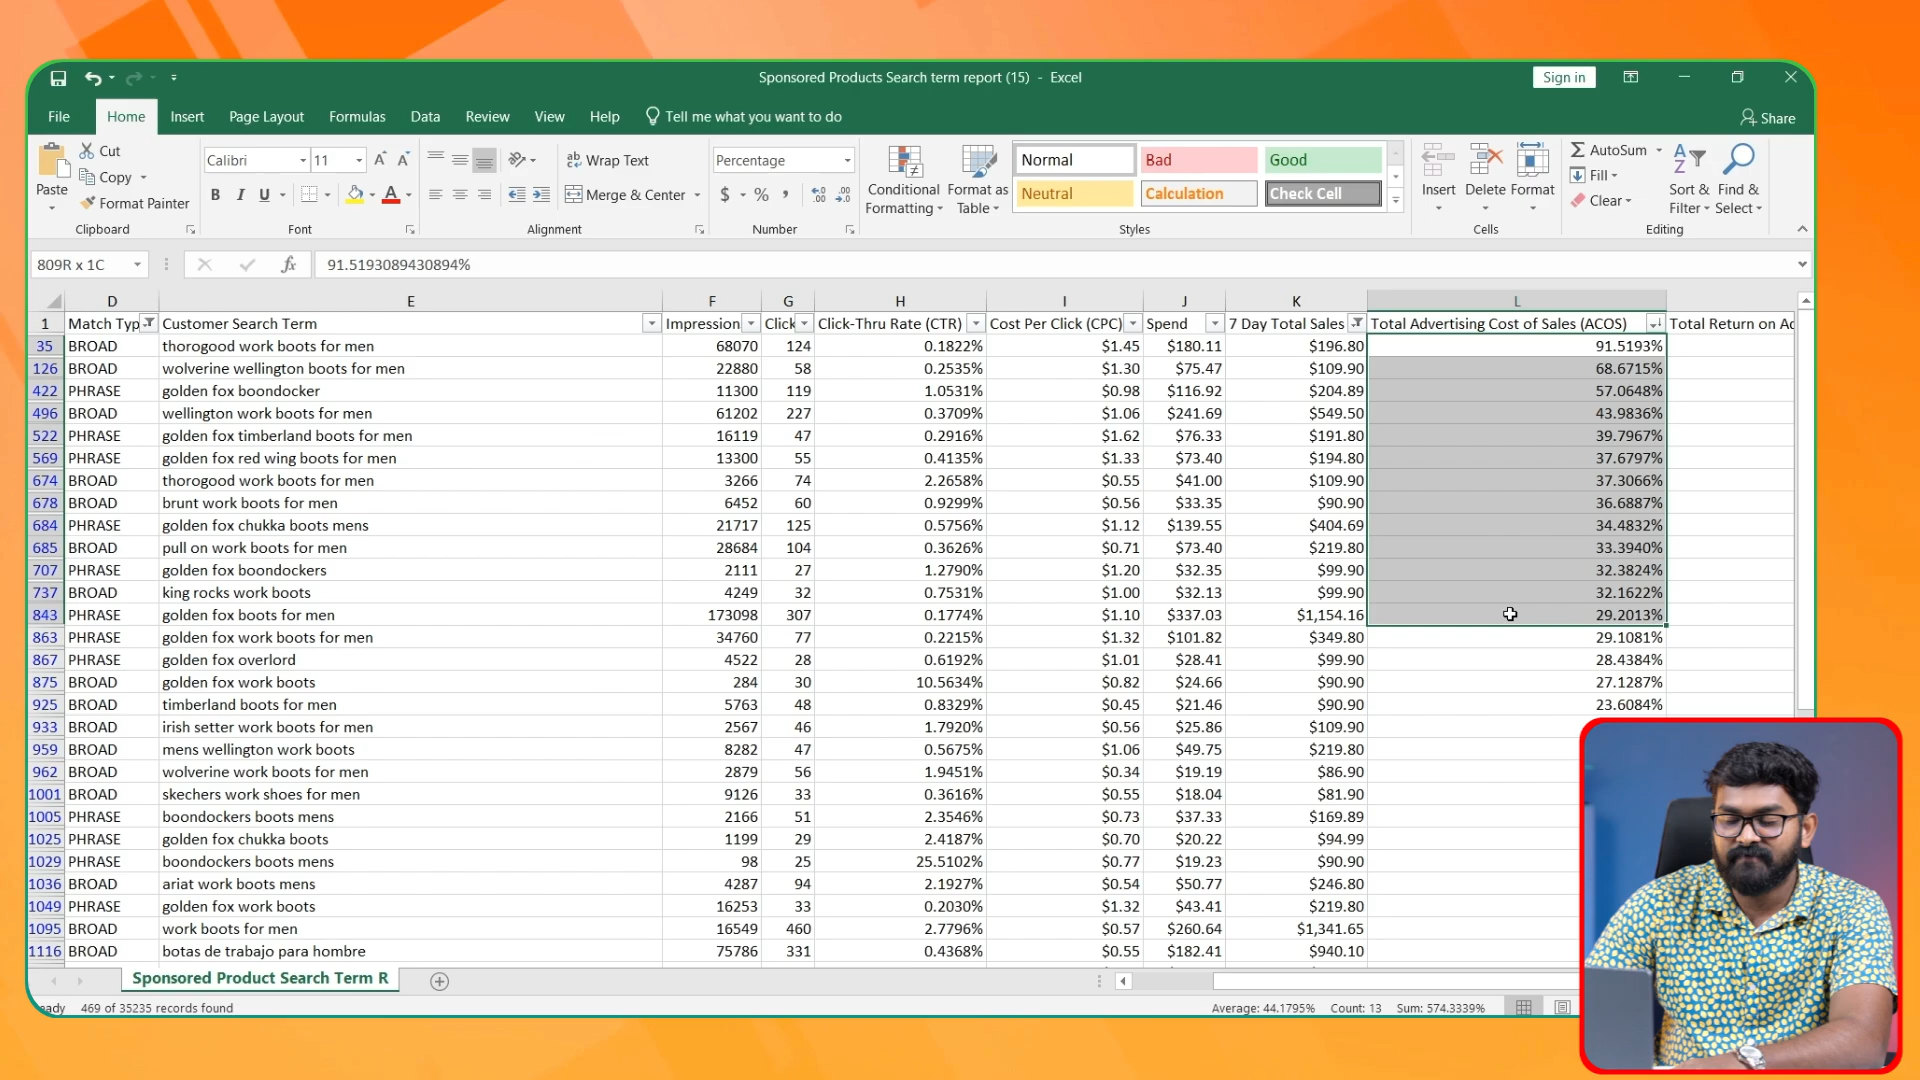 Sponsored Products Search term report (15) - Excel
Sign in
File Home Insert Page Layout Formulas Data Review View Help Tell me what you want to do
Share
Paste
Cut
Copy
Format Painter
Clipboard
Calibri 11
B I U
Font
Wrap Text
Merge & Center
Alignment
Percentage
$ % ,
Number
Conditional Formatting
Format as Table
Normal Bad Good
Neutral Calculation Check Cell
Styles
Insert Delete Format
Cells
AutoSum
Fill
Clear
Sort & Filter
Find & Select
Editing
809R x 1C fx 91.5193089430894%
D E F G H I J K L
1 Match Typ Customer Search Term Impression Click Click-Thru Rate (CTR) Cost Per Click (CPC) Spend 7 Day Total Sales Total Advertising Cost of Sales (ACOS) Total Return on Ac
35 BROAD thorogood work boots for men 68070 124 0.1822% $1.45 $180.11 $196.80 91.5193%
126 BROAD wolverine wellington boots for men 22880 58 0.2535% $1.30 $75.47 $109.90 68.6715%
422 PHRASE golden fox boondocker 11300 119 1.0531% $0.98 $116.92 $204.89 57.0648%
496 BROAD wellington work boots for men 61202 227 0.3709% $1.06 $241.69 $549.50 43.9836%
522 PHRASE golden fox timberland boots for men 16119 47 0.2916% $1.62 $76.33 $191.80 39.7967%
569 PHRASE golden fox red wing boots for men 13300 55 0.4135% $1.33 $73.40 $194.80 37.6797%
674 BROAD thorogood work boots for men 3266 74 2.2658% $0.55 $41.00 $109.90 37.3066%
678 BROAD brunt work boots for men 6452 60 0.9299% $0.56 $33.35 $90.90 36.6887%
684 PHRASE golden fox chukka boots mens 21717 125 0.5756% $1.12 $139.55 $404.69 34.4832%
685 BROAD pull on work boots for men 28684 104 0.3626% $0.71 $73.40 $219.80 33.3940%
707 PHRASE golden fox boondockers 2111 27 1.2790% $1.20 $32.35 $99.90 32.3824%
737 BROAD king rocks work boots 4249 32 0.7531% $1.00 $32.13 $99.90 32.1622%
843 PHRASE golden fox boots for men 173098 307 0.1774% $1.10 $337.03 $1,154.16 29.2013%
863 PHRASE golden fox work boots for men 34760 77 0.2215% $1.32 $101.82 $349.80 29.1081%
867 PHRASE golden fox overlord 4522 28 0.6192% $1.01 $28.41 $99.90 28.4384%
875 BROAD golden fox work boots 284 30 10.5634% $0.82 $24.66 $90.90 27.1287%
925 BROAD timberland boots for men 5763 48 0.8329% $0.45 $21.46 $90.90 23.6084%
933 BROAD irish setter work boots for men 2567 46 1.7920% $0.56 $25.86 $109.90
959 BROAD mens wellington work boots 8282 47 0.5675% $1.06 $49.75 $219.80
962 BROAD wolverine work boots for men 2879 56 1.9451% $0.34 $19.19 $86.90
1001 BROAD skechers work shoes for men 9126 33 0.3616% $0.55 $18.04 $81.90
1005 PHRASE boondockers boots mens 2166 51 2.3546% $0.73 $37.33 $169.89
1025 PHRASE golden fox chukka boots 1199 29 2.4187% $0.70 $20.22 $94.99
1029 PHRASE boondockers boots mens 98 25 25.5102% $0.77 $19.23 $90.90
1036 BROAD ariat work boots mens 4287 94 2.1927% $0.54 $50.77 $246.80
1049 PHRASE golden fox work boots 16253 33 0.2030% $1.32 $43.41 $219.80
1095 BROAD work boots for men 16549 460 2.7796% $0.57 $260.64 $1,341.65
1116 BROAD botas de trabajo para hombre 75786 331 0.4368% $0.55 $182.41 $940.10
Sponsored Product Search Term R
eady 469 of 35235 records found Average: 44.1795% Count: 13 Sum: 574.3339%